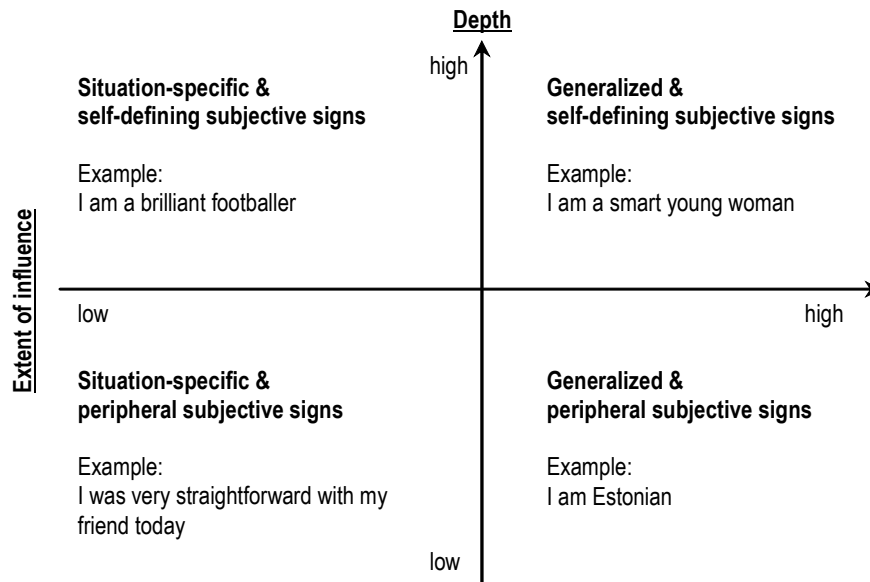 Depth
high
Situation-specific &
self-defining subjective signs
Example:
I am a brilliant footballer
Generalized &
self-defining subjective signs
Example:
I am a smart young woman
Extent of influence
low
high
Situation-specific &
peripheral subjective signs
Example:
I was very straightforward with my
friend today
Generalized &
peripheral subjective signs
Example:
I am Estonian
low